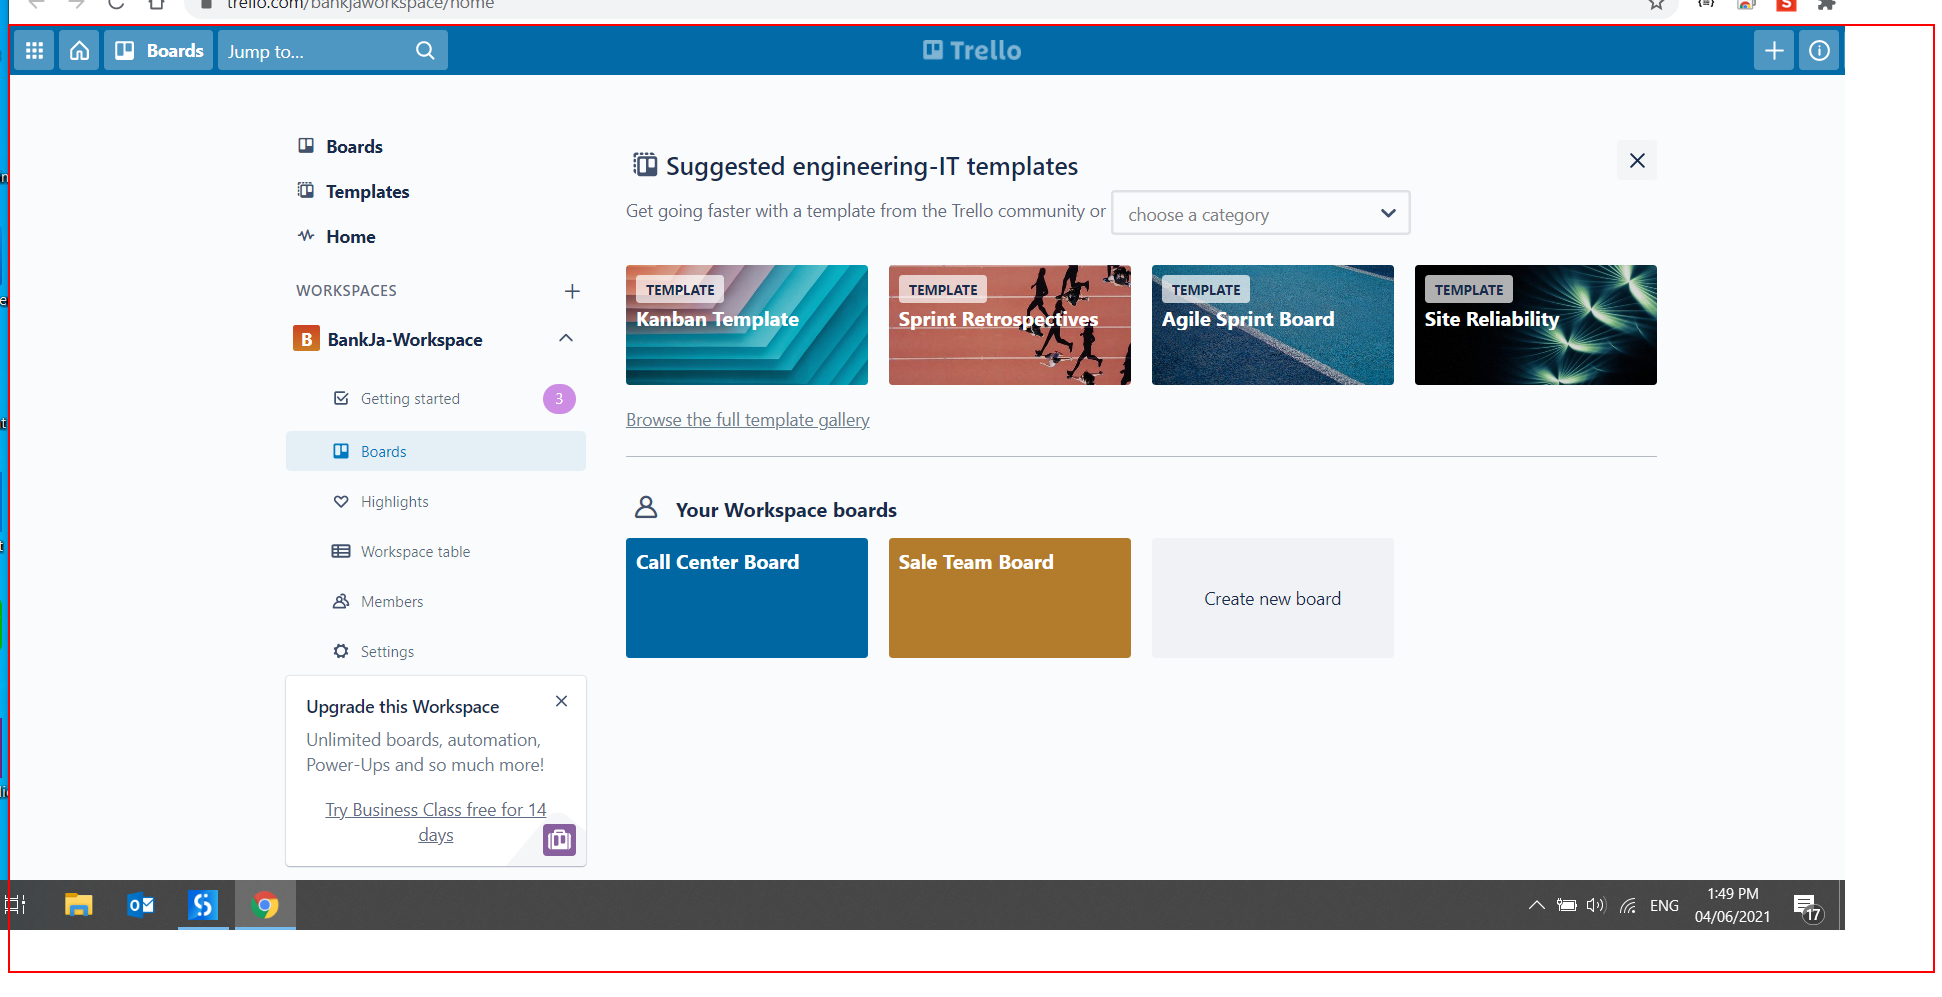 trello.com/bankjaworkspace/home
Boards
Jump to...
Trello
Boards
Templates
Home
WORKSPACES
B BankJa-Workspace
Getting started 3
Boards
Highlights
Workspace table
Members
Settings
Upgrade this Workspace
Unlimited boards, automation,
Power-Ups and so much more!
Try Business Class free for 14
days
Suggested engineering-IT templates
Get going faster with a template from the Trello community or choose a category
TEMPLATE
Kanban Template
TEMPLATE
Sprint Retrospectives
TEMPLATE
Agile Sprint Board
TEMPLATE
Site Reliability
Browse the full template gallery
Your Workspace boards
Call Center Board
Sale Team Board
Create new board
ENG
1:49 PM
04/06/2021
17